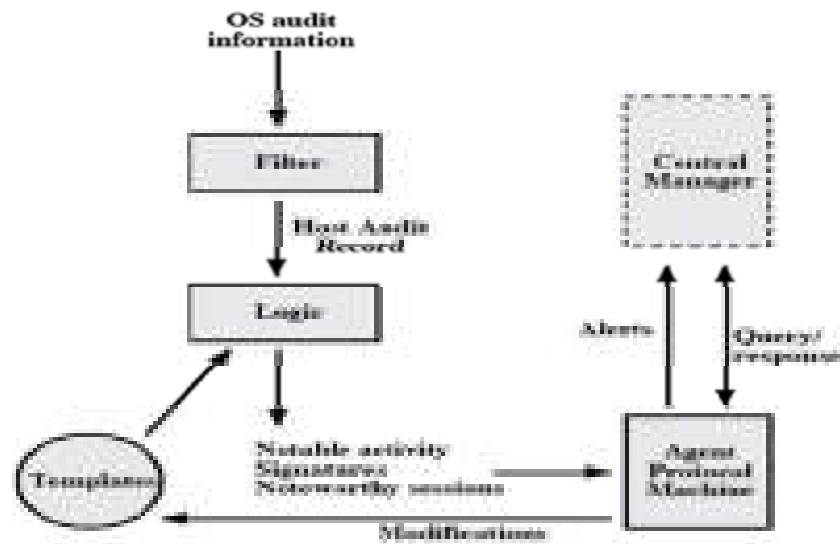 OS audit
information
Filter
Host Audit
Record
Logic
Central
Manager
Alerts
Query/
response
Templates
Notable activity
Signatures
Noteworthy sessions
Agent
Protocol
Machine
Modifications